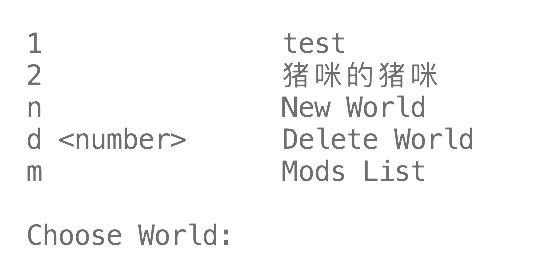 1 test
2 猪咪的猪咪
n New World
d <number> Delete World
m Mods List
Choose World: